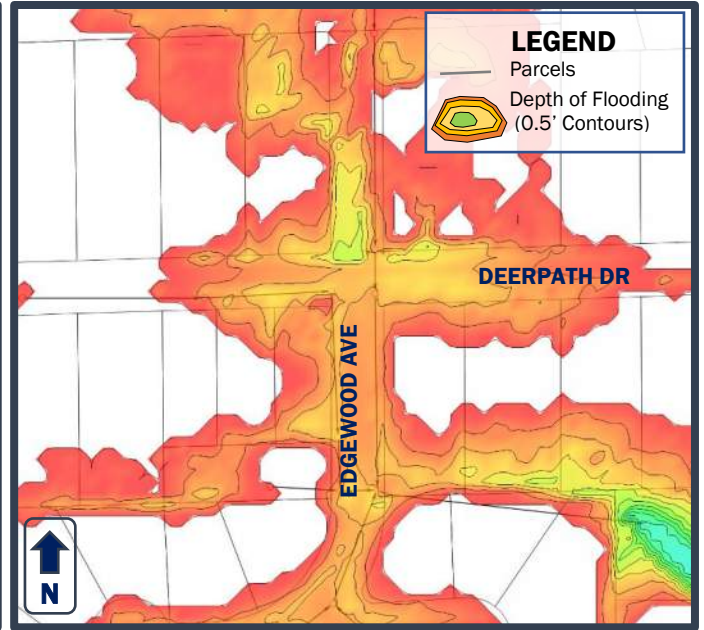 LEGEND
Parcels
Depth of Flooding
(0.5' Contours)
DEERPATH DR
EDGEWOOD AVE
N